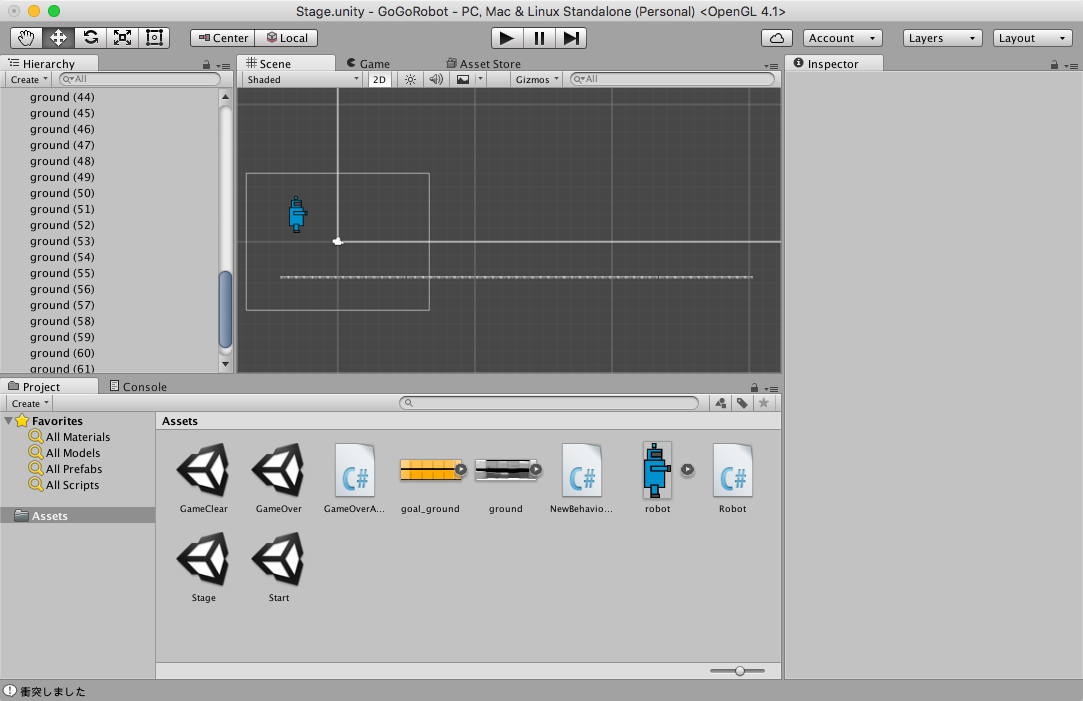 Stage.unity - GoGoRobot - PC, Mac & Linux Standalone (Personal) <OpenGL 4.1>
Center Local Account Layers Layout
Hierarchy
Create All
ground (44)
ground (45)
ground (46)
ground (47)
ground (48)
ground (49)
ground (50)
ground (51)
ground (52)
ground (53)
ground (54)
ground (55)
ground (56)
ground (57)
ground (58)
ground (59)
ground (60)
ground (61)
Scene Game Asset Store
Shaded 2D Gizmos All
Inspector
Project Console
Create
Favorites
All Materials
All Models
All Prefabs
All Scripts
Assets
Assets
C# C# C#
GameClear GameOver GameOverA... goal_ground ground NewBehavio... robot Robot
Stage Start
衝突しました